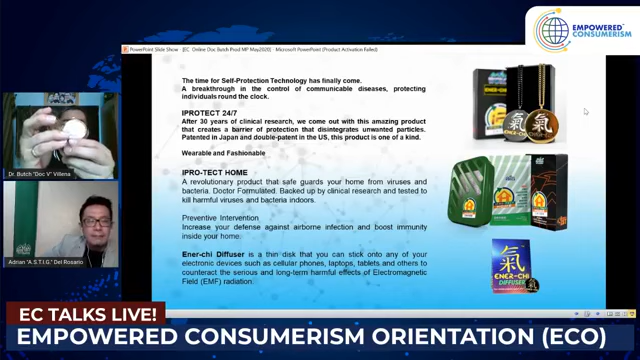 PowerPoint Slide Show - [EC Online Doc Butch Prod MP May2020] - Microsoft PowerPoint (Product Activation Failed)
EMPOWERED
CONSUMERISM
The time for Self-Protection Technology has finally come.
A breakthrough in the control of communicable diseases, protecting
individuals round the clock.
IPROTECT 24/7
After 30 years of clinical research, we come out with this amazing product
that creates a barrier of protection that disintegrates unwanted particles.
Patented in Japan and double-patent in the US, this product is one of a kind.
Wearable and Fashionable
IPRO-TECT HOME
A revolutionary product that safe guards your home from viruses and
bacteria. Doctor Formulated. Backed up by clinical research and tested to
kill harmful viruses and bacteria indoors.
Preventive Intervention
Increase your defense against airborne infection and boost immunity
inside your home.
Ener-chi Diffuser is a thin disk that you can stick onto any of your
electronic devices such as cellular phones, laptops, tablets and others to
counteract the serious and long-term harmful effects of Electromagnetic
Field (EMF) radiation.
氣 氣
ENER-CHI
氣
ENER-CHI
DIFFUSER
Dr. Butch "Doc V" Villena
Adrian "A.S.T.I.G." Del Rosario
EC TALKS LIVE!
EMPOWERED CONSUMERISM ORIENTATION (ECO)